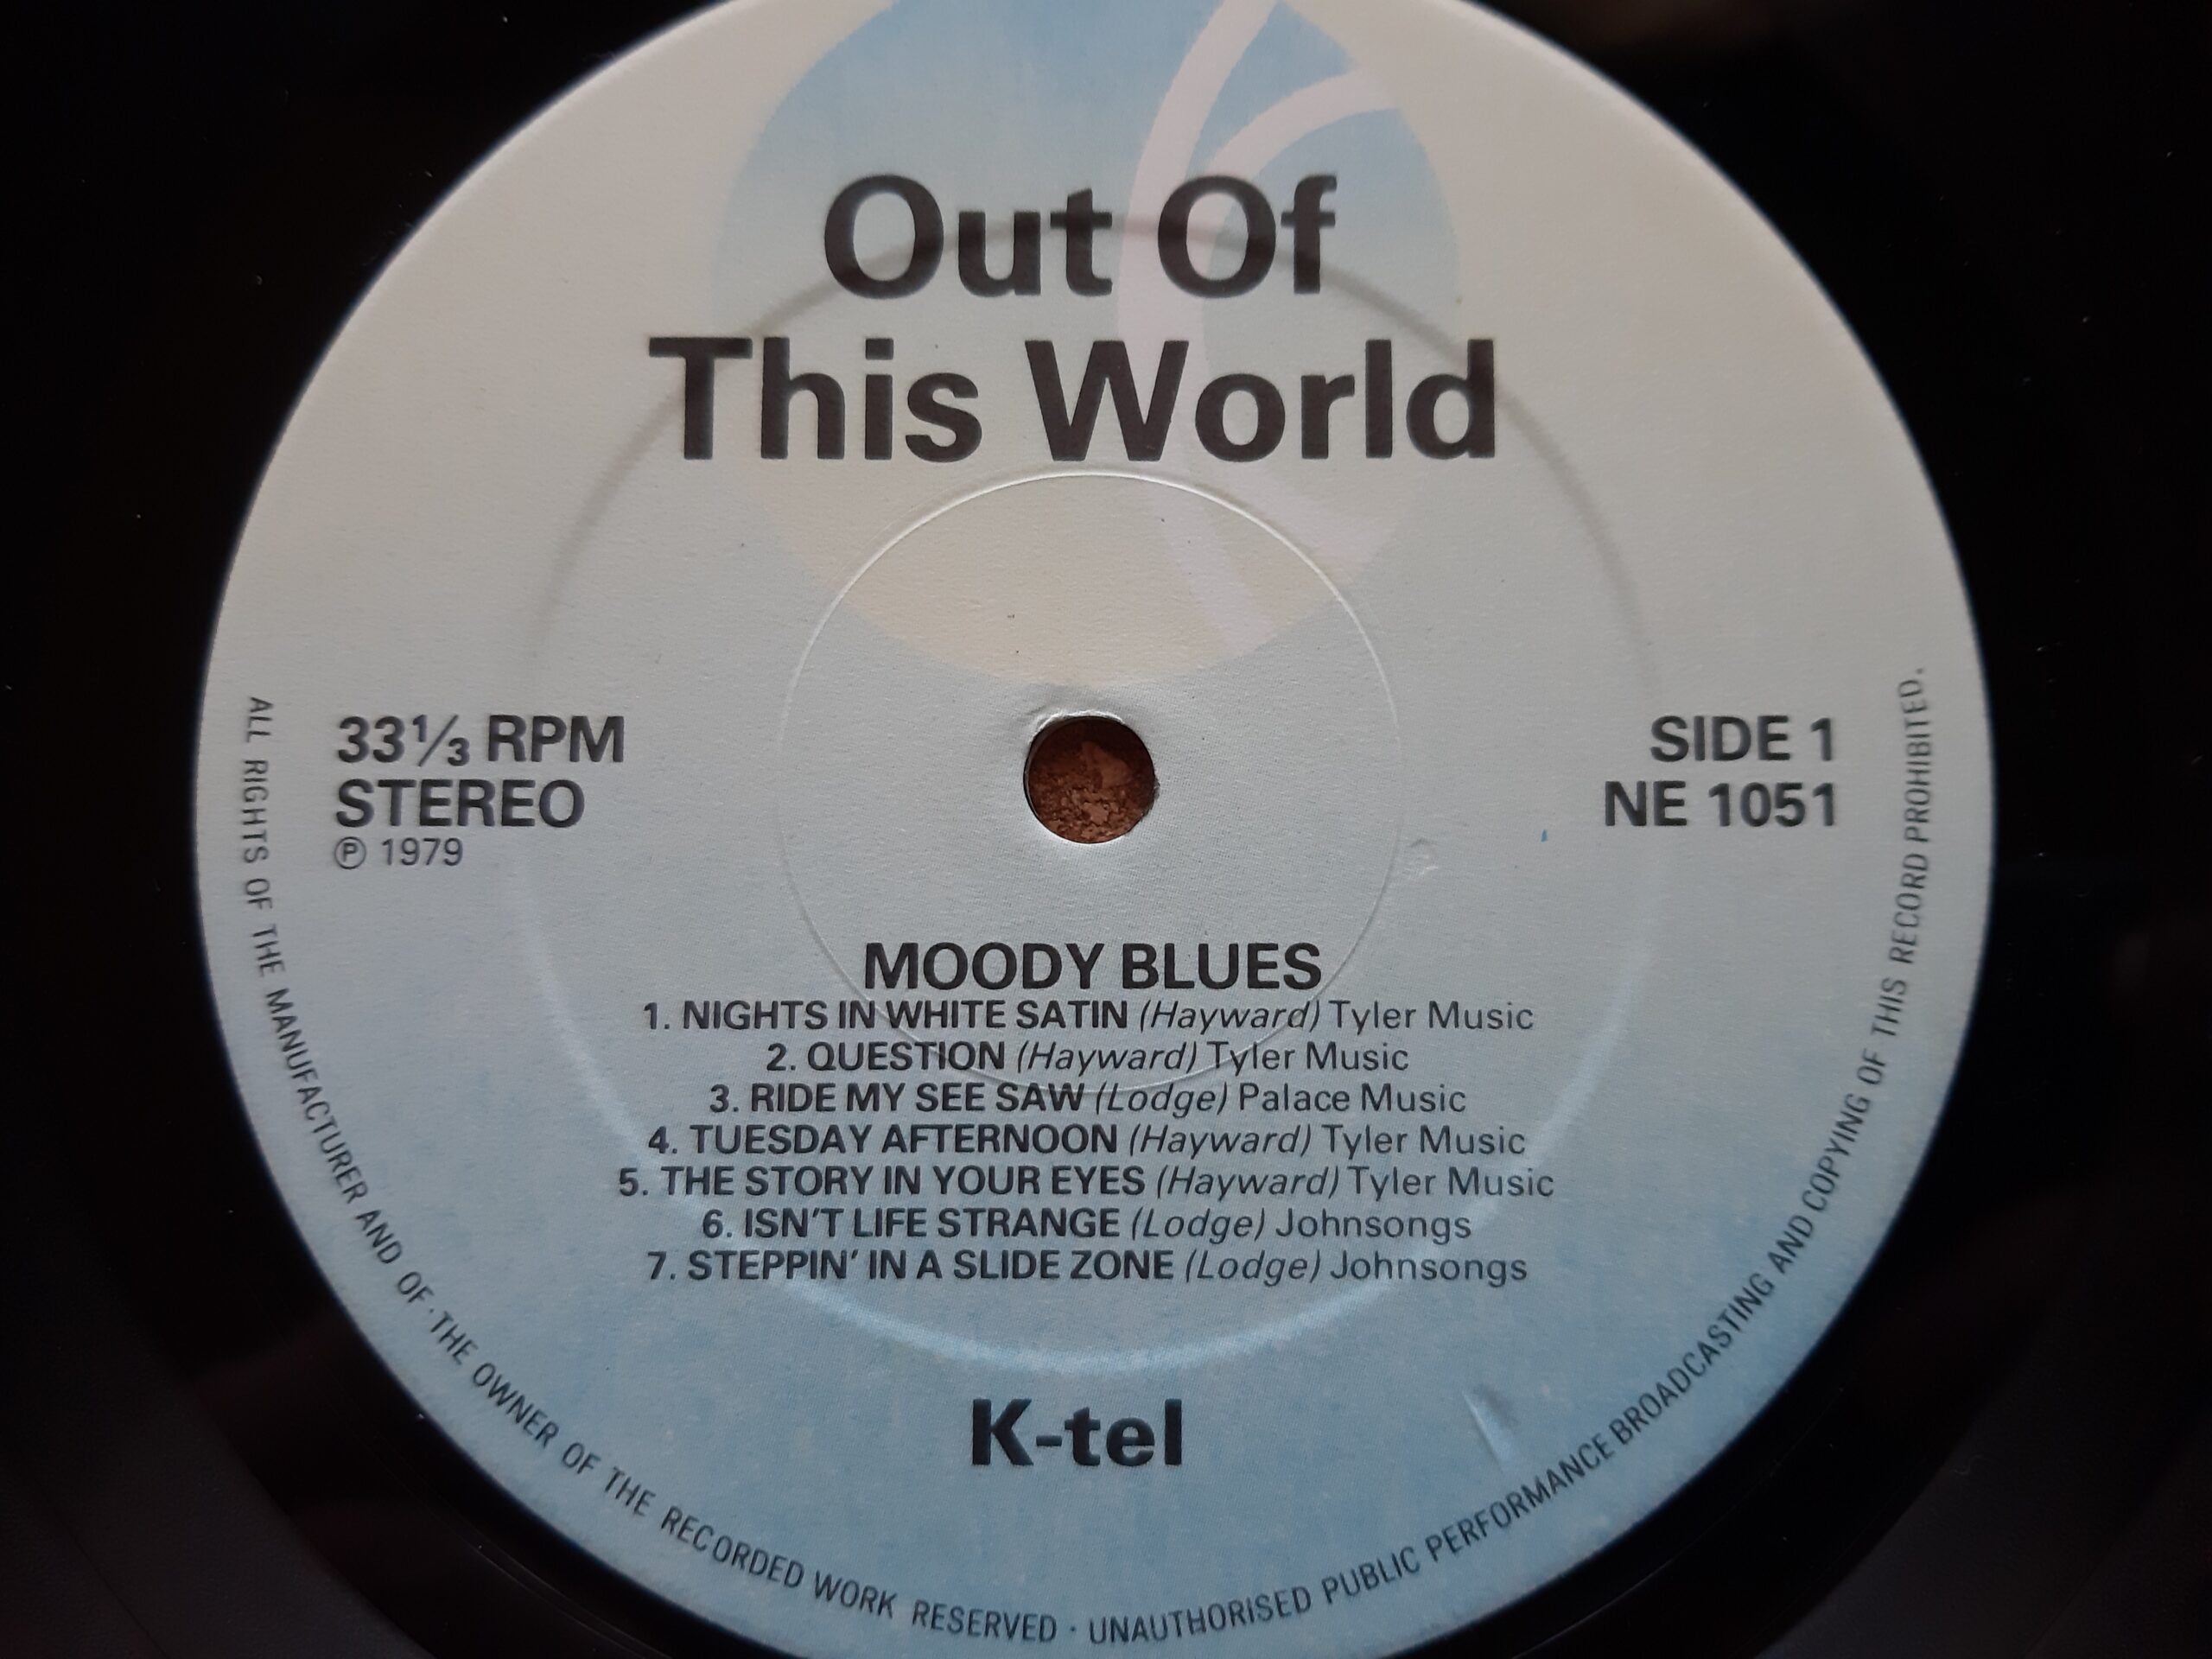 Out Of
This World
33⅓ RPM
STEREO
℗ 1979
SIDE 1
NE 1051
MOODY BLUES
1. NIGHTS IN WHITE SATIN (Hayward) Tyler Music
2. QUESTION (Hayward) Tyler Music
3. RIDE MY SEE SAW (Lodge) Palace Music
4. TUESDAY AFTERNOON (Hayward) Tyler Music
5. THE STORY IN YOUR EYES (Hayward) Tyler Music
6. ISN'T LIFE STRANGE (Lodge) Johnsongs
7. STEPPIN' IN A SLIDE ZONE (Lodge) Johnsongs
K-tel
ALL RIGHTS OF THE MANUFACTURER AND OF · THE OWNER OF THE RECORDED WORK RESERVED · UNAUTHORISED PUBLIC PERFORMANCE BROADCASTING AND COPYING OF THIS RECORD PROHIBITED.